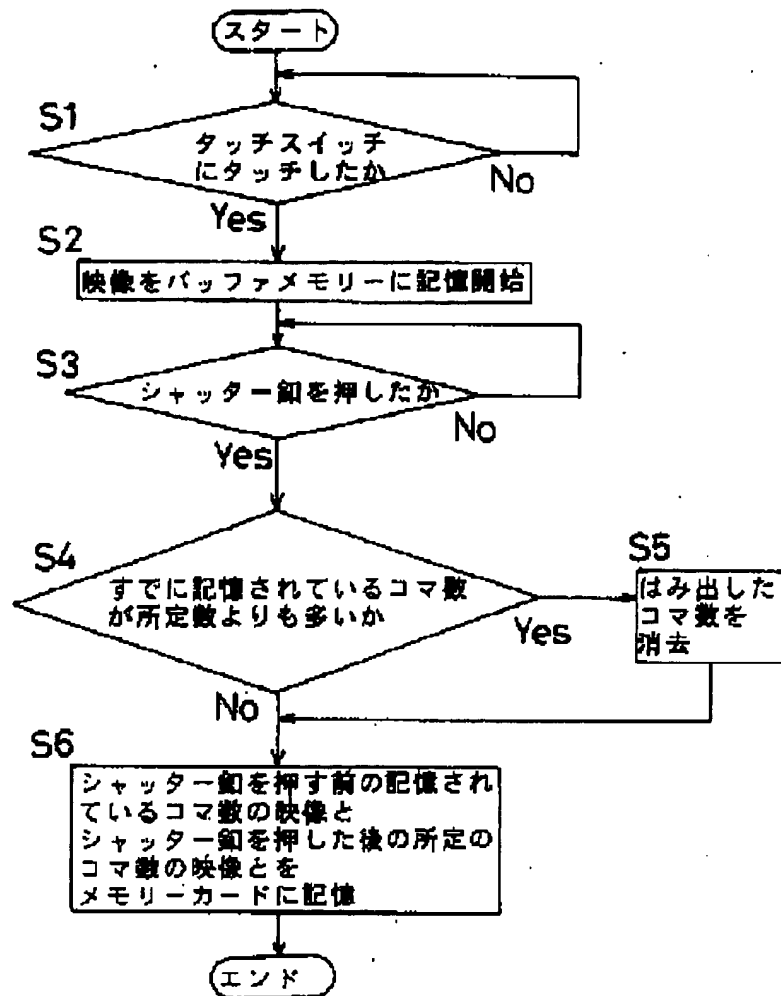 スタート
S1
タッチスイッチ
にタッチしたか
No
Yes
S2
映像をバッファメモリーに記憶開始
S3
シャッター釦を押したか
No
Yes
S4
すでに記憶されているコマ数
が所定数よりも多いか
Yes
S5
はみ出した
コマ数を
消去
No
S6
シャッター釦を押す前の記憶され
ているコマ数の映像と
シャッター釦を押した後の所定の
コマ数の映像とを
メモリーカードに記憶
エンド